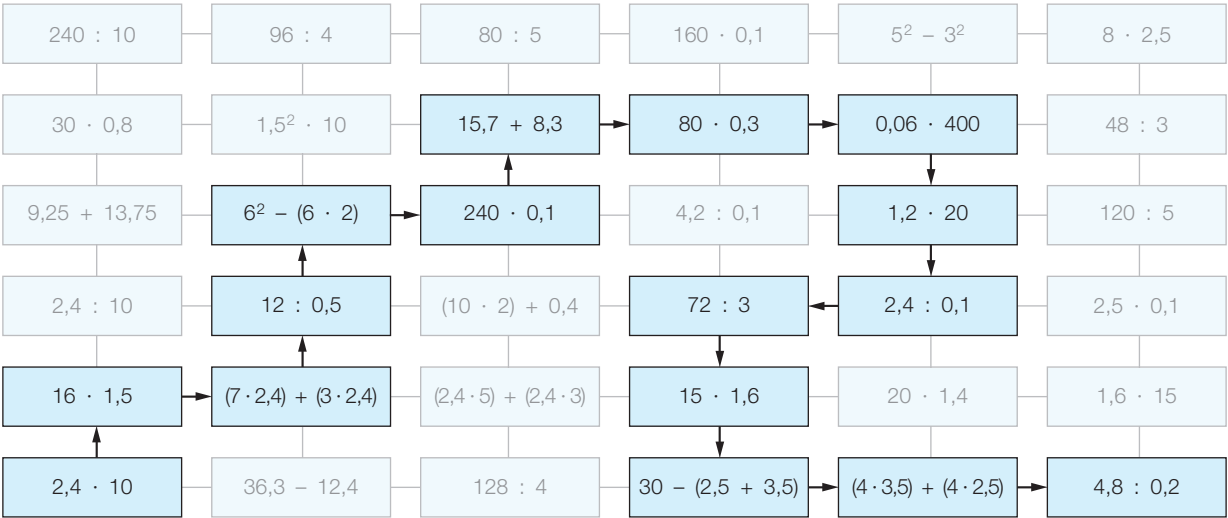 240 : 10 96 : 4 80 : 5 160 · 0,1 5² – 3² 8 · 2,5
30 · 0,8 1,5² · 10 15,7 + 8,3 80 · 0,3 0,06 · 400 48 : 3
9,25 + 13,75 6² – (6 · 2) 240 · 0,1 4,2 : 0,1 1,2 · 20 120 : 5
2,4 : 10 12 : 0,5 (10 · 2) + 0,4 72 : 3 2,4 : 0,1 2,5 · 0,1
16 · 1,5 (7 · 2,4) + (3 · 2,4) (2,4 · 5) + (2,4 · 3) 15 · 1,6 20 · 1,4 1,6 · 15
2,4 · 10 36,3 – 12,4 128 : 4 30 – (2,5 + 3,5) (4 · 3,5) + (4 · 2,5) 4,8 : 0,2